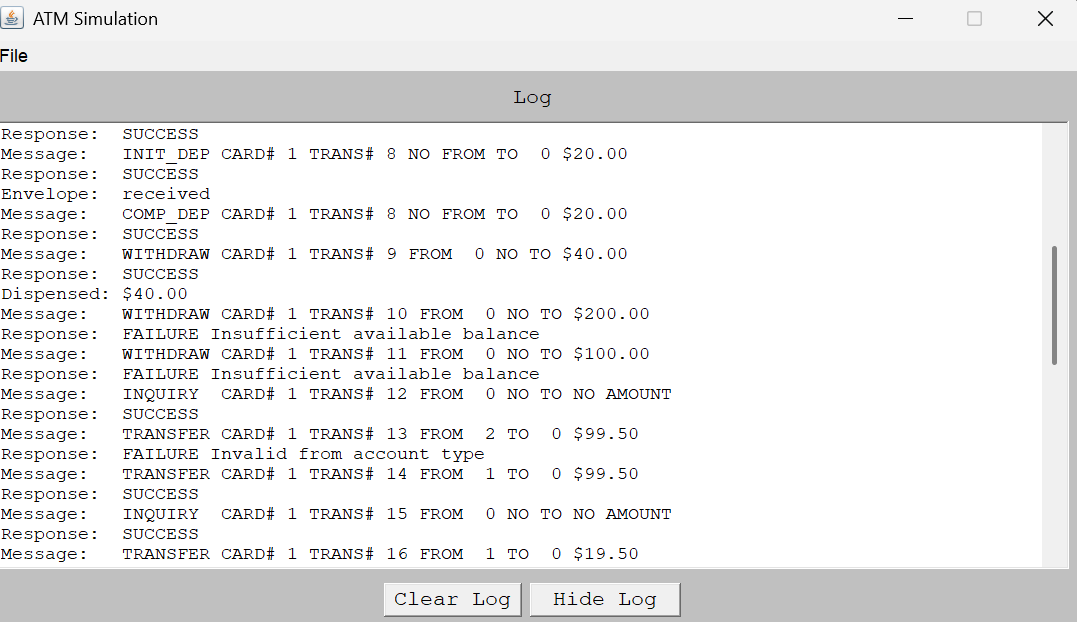 ATM Simulation
File
Log
Response:  SUCCESS
Message:   INIT_DEP CARD# 1 TRANS# 8 NO FROM TO  0 $20.00
Response:  SUCCESS
Envelope:  received
Message:   COMP_DEP CARD# 1 TRANS# 8 NO FROM TO  0 $20.00
Response:  SUCCESS
Message:   WITHDRAW CARD# 1 TRANS# 9 FROM  0 NO TO $40.00
Response:  SUCCESS
Dispensed: $40.00
Message:   WITHDRAW CARD# 1 TRANS# 10 FROM  0 NO TO $200.00
Response:  FAILURE Insufficient available balance
Message:   WITHDRAW CARD# 1 TRANS# 11 FROM  0 NO TO $100.00
Response:  FAILURE Insufficient available balance
Message:   INQUIRY  CARD# 1 TRANS# 12 FROM  0 NO TO NO AMOUNT
Response:  SUCCESS
Message:   TRANSFER CARD# 1 TRANS# 13 FROM  2 TO  0 $99.50
Response:  FAILURE Invalid from account type
Message:   TRANSFER CARD# 1 TRANS# 14 FROM  1 TO  0 $99.50
Response:  SUCCESS
Message:   INQUIRY  CARD# 1 TRANS# 15 FROM  0 NO TO NO AMOUNT
Response:  SUCCESS
Message:   TRANSFER CARD# 1 TRANS# 16 FROM  1 TO  0 $19.50
Clear Log  Hide Log